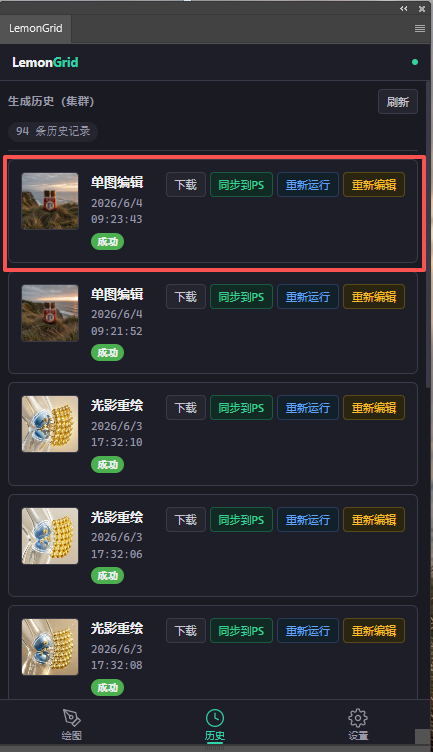 LemonGrid
LemonGrid
生成历史 (集群)
刷新
94 条历史记录
单图编辑
下载
同步到PS
重新运行
重新编辑
2026/6/4
09:23:43
成功
单图编辑
下载
同步到PS
重新运行
重新编辑
2026/6/4
09:21:52
成功
光影重绘
下载
同步到PS
重新运行
重新编辑
2026/6/3
17:32:10
成功
光影重绘
下载
同步到PS
重新运行
重新编辑
2026/6/3
17:32:06
成功
光影重绘
下载
同步到PS
重新运行
重新编辑
2026/6/3
17:32:08
成功
绘图
历史
设置